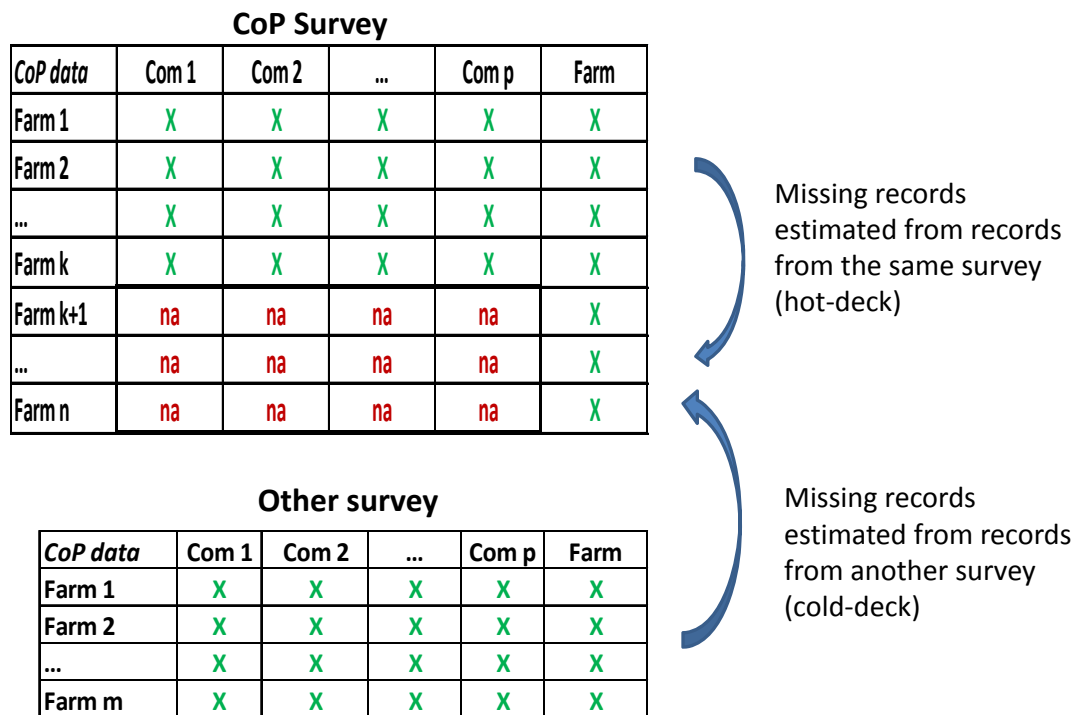 CoP Survey
CoP data Com 1 Com 2 ... Com p Farm
Farm 1 X X X X X
Farm 2 X X X X X
... X X X X X
Farm k X X X X X
Farm k+1 na na na na X
... na na na na X
Farm n na na na na X
Missing records
estimated from records
from the same survey
(hot-deck)
Other survey
CoP data Com 1 Com 2 ... Com p Farm
Farm 1 X X X X X
Farm 2 X X X X X
... X X X X X
Farm m X X X X X
Missing records
estimated from records
from another survey
(cold-deck)